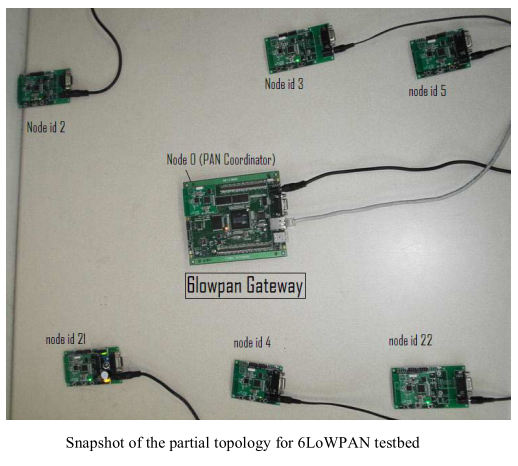 Node id 3
node id 5
Node id 2
Node 0 (PAN Coordinator)
6lowpan Gateway
node id 21
node id 4
node id 22
Snapshot of the partial topology for 6LoWPAN testbed